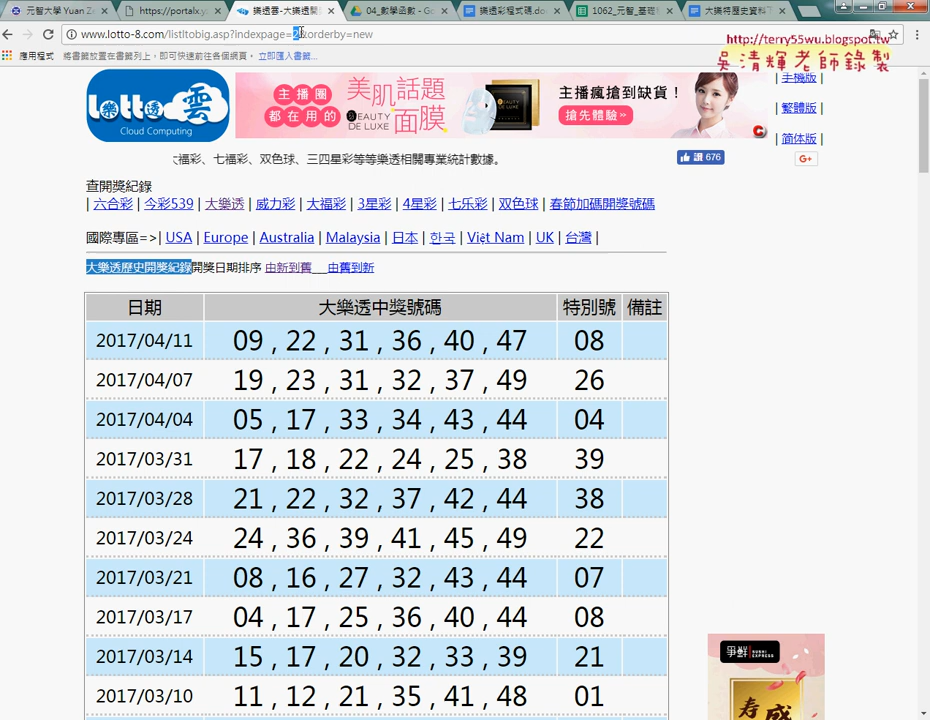 元智大學 Yuan Z
https://portalx.y
樂透雲-大樂透開
04_數學函數 - Go
樂透彩程式碼.do
1062_元智_基礎
大樂特歷史資料下
www.lotto-8.com/listltobig.asp?indexpage=2&orderby=new
http://terry55wu.blogspot.tw
吳清輝老師錄製
應用程式
將書籤放置在書籤列上，即可快速前往各個網頁。 立即匯入書籤...
lotto
樂透雲
Cloud Computing
主播圈
都在用的
美肌話題
面膜
BEAUTY
DE LUXE
主播瘋搶到缺貨！
搶先體驗»
| 手機版 |
| 繁體版 |
| 简体版 |
福彩、七福彩、双色球、三四星彩等等樂透相關專業統計數據。
讚 676
G+
查開獎紀錄
| 六合彩 | 今彩539 | 大樂透 | 威力彩 | 大福彩 | 3星彩 | 4星彩 | 七乐彩 | 双色球 | 春節加碼開獎號碼
國際專區=>| USA | Europe | Australia | Malaysia | 日本 | 한국 | Việt Nam | UK | 台灣 |
大樂透歷史開獎紀錄開獎日期排序 由新到舊 由舊到新
日期 大樂透中獎號碼 特別號 備註
2017/04/11 09 , 22 , 31 , 36 , 40 , 47 08
2017/04/07 19 , 23 , 31 , 32 , 37 , 49 26
2017/04/04 05 , 17 , 33 , 34 , 43 , 44 04
2017/03/31 17 , 18 , 22 , 24 , 25 , 38 39
2017/03/28 21 , 22 , 32 , 37 , 42 , 44 38
2017/03/24 24 , 36 , 39 , 41 , 45 , 49 22
2017/03/21 08 , 16 , 27 , 32 , 43 , 44 07
2017/03/17 04 , 17 , 25 , 36 , 40 , 44 08
2017/03/14 15 , 17 , 20 , 32 , 33 , 39 21
2017/03/10 11 , 12 , 21 , 35 , 41 , 48 01
爭鮮 SUSHI EXPRESS
壽盛